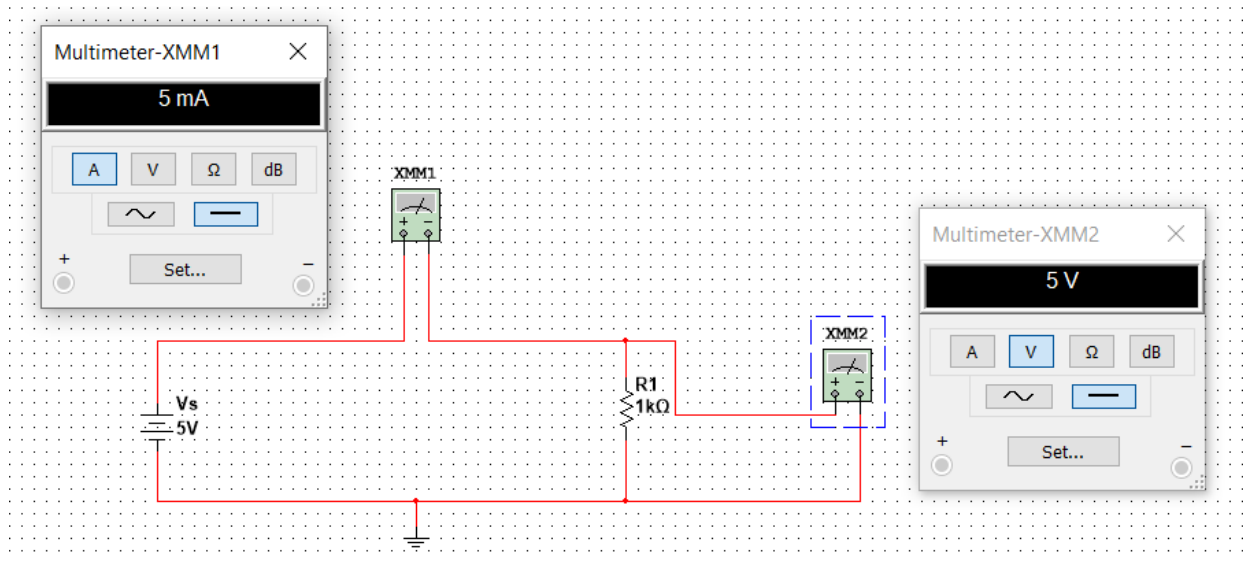 Multimeter-XMM1
5 mA
A V Ω dB
+ Set... −
XMM1
+ −
Vs
5V
R1
1kΩ
XMM2
+ −
Multimeter-XMM2
5 V
A V Ω dB
+ Set... −